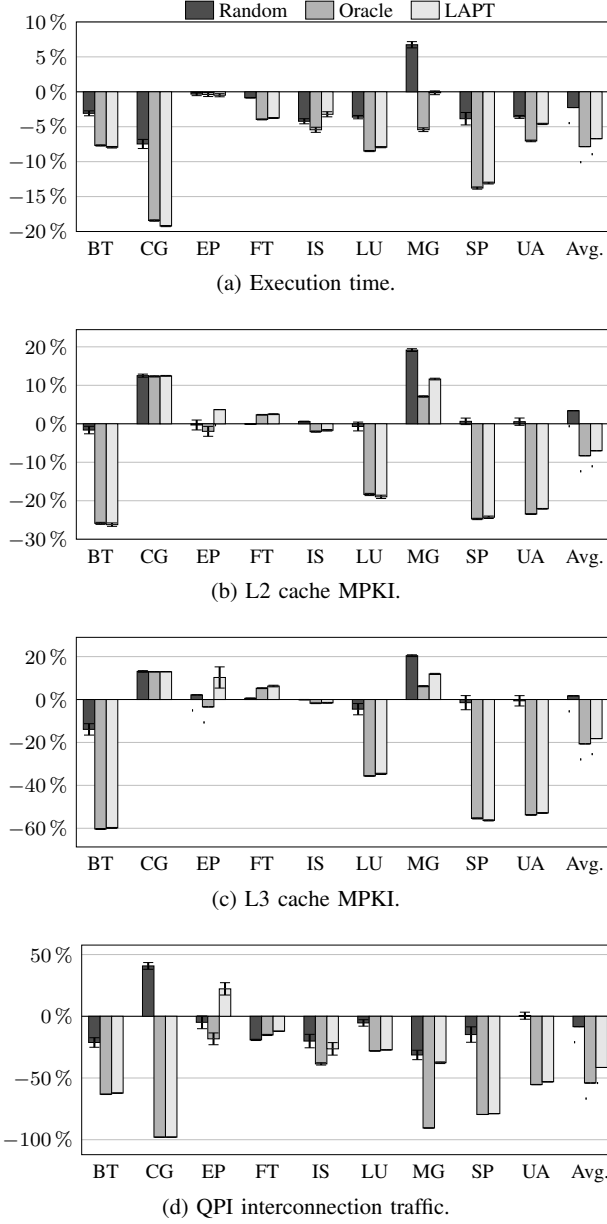 Random Oracle LAPT
10 %
5 %
0 %
−5 %
−10 %
−15 %
−20 %
BT CG EP FT IS LU MG SP UA Avg.
(a) Execution time.
20 %
10 %
0 %
−10 %
−20 %
−30 %
BT CG EP FT IS LU MG SP UA Avg.
(b) L2 cache MPKI.
20 %
0 %
−20 %
−40 %
−60 %
BT CG EP FT IS LU MG SP UA Avg.
(c) L3 cache MPKI.
50 %
0 %
−50 %
−100 %
BT CG EP FT IS LU MG SP UA Avg.
(d) QPI interconnection traffic.